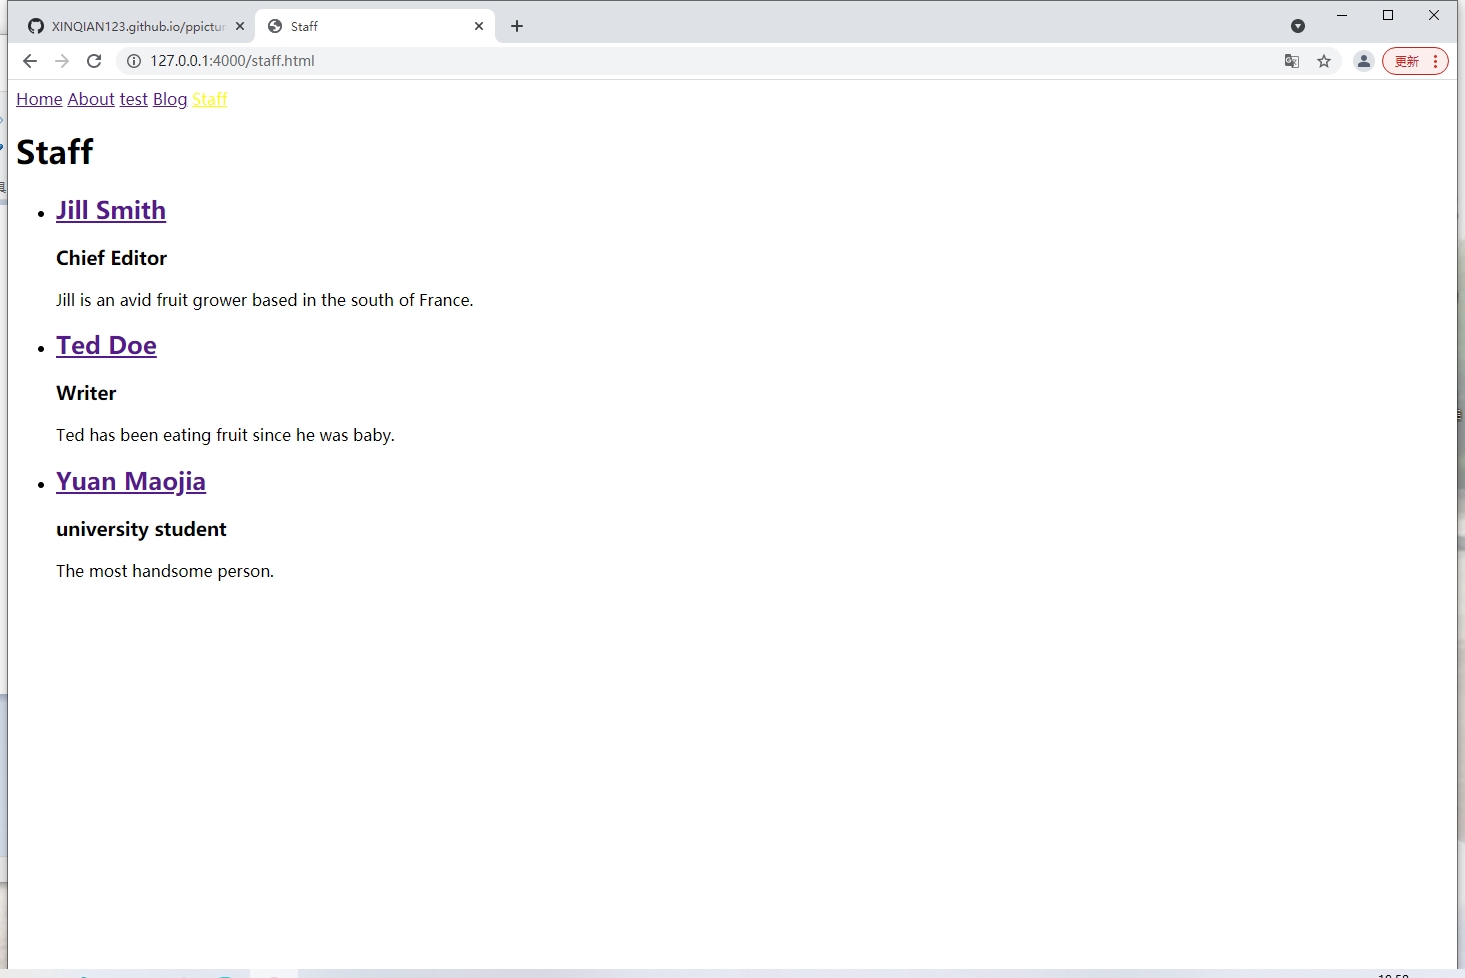 XINQIAN123.github.io/ppictur
Staff
127.0.0.1:4000/staff.html
更新
Home About test Blog Staff
Staff
Jill Smith
Chief Editor
Jill is an avid fruit grower based in the south of France.
Ted Doe
Writer
Ted has been eating fruit since he was baby.
Yuan Maojia
university student
The most handsome person.